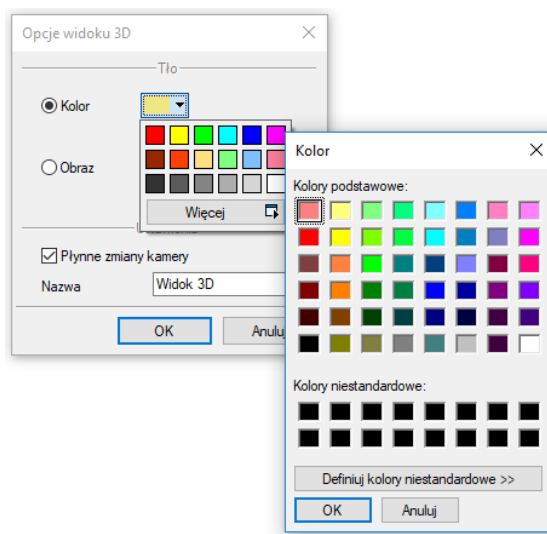 Opcje widoku 3D
Tło
Kolor
Obraz
Więcej
Płynne zmiany kamery
Nazwa
Widok 3D
OK
Kolor
Kolory podstawowe:
Kolory niestandardowe:
Definiuj kolory niestandardowe >>
OK
Anuluj